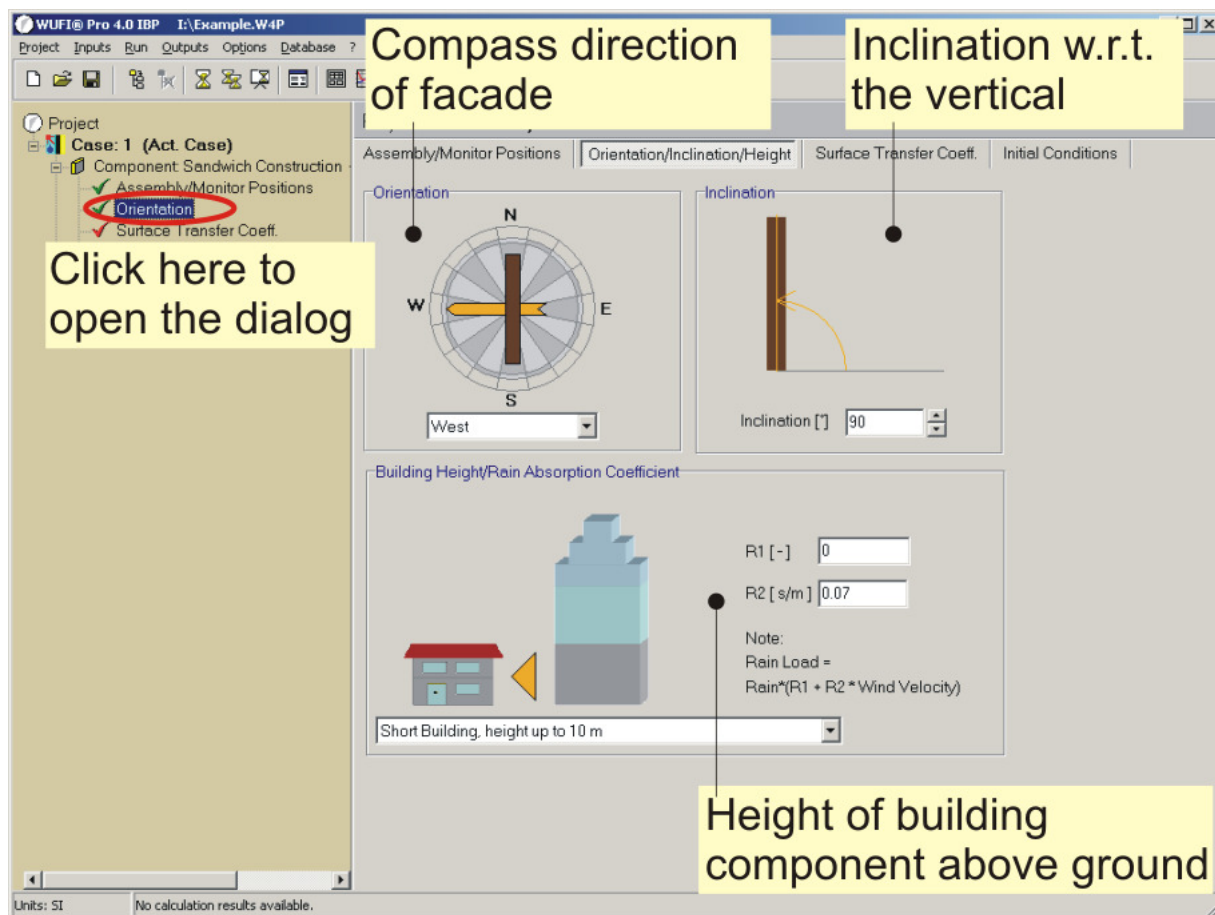 WUFI® Pro 4.0 IBP    I:\Example.W4P
Project Inputs Run Outputs Options Database ?
Compass direction
of facade
Inclination w.r.t.
the vertical
Project
Case: 1 (Act. Case)
Component: Sandwich Construction
Assembly/Monitor Positions
Orientation
Surface Transfer Coeff.
Click here to
open the dialog
Assembly/Monitor Positions Orientation/Inclination/Height Surface Transfer Coeff. Initial Conditions
Orientation
N
W
E
S
West
Inclination
Inclination [°] 90
Building Height/Rain Absorption Coefficient
R1 [ - ] 0
R2 [ s/m ] 0.07
Note:
Rain Load =
Rain*(R1 + R2 * Wind Velocity)
Short Building, height up to 10 m
Height of building
component above ground
Units: SI No calculation results available.